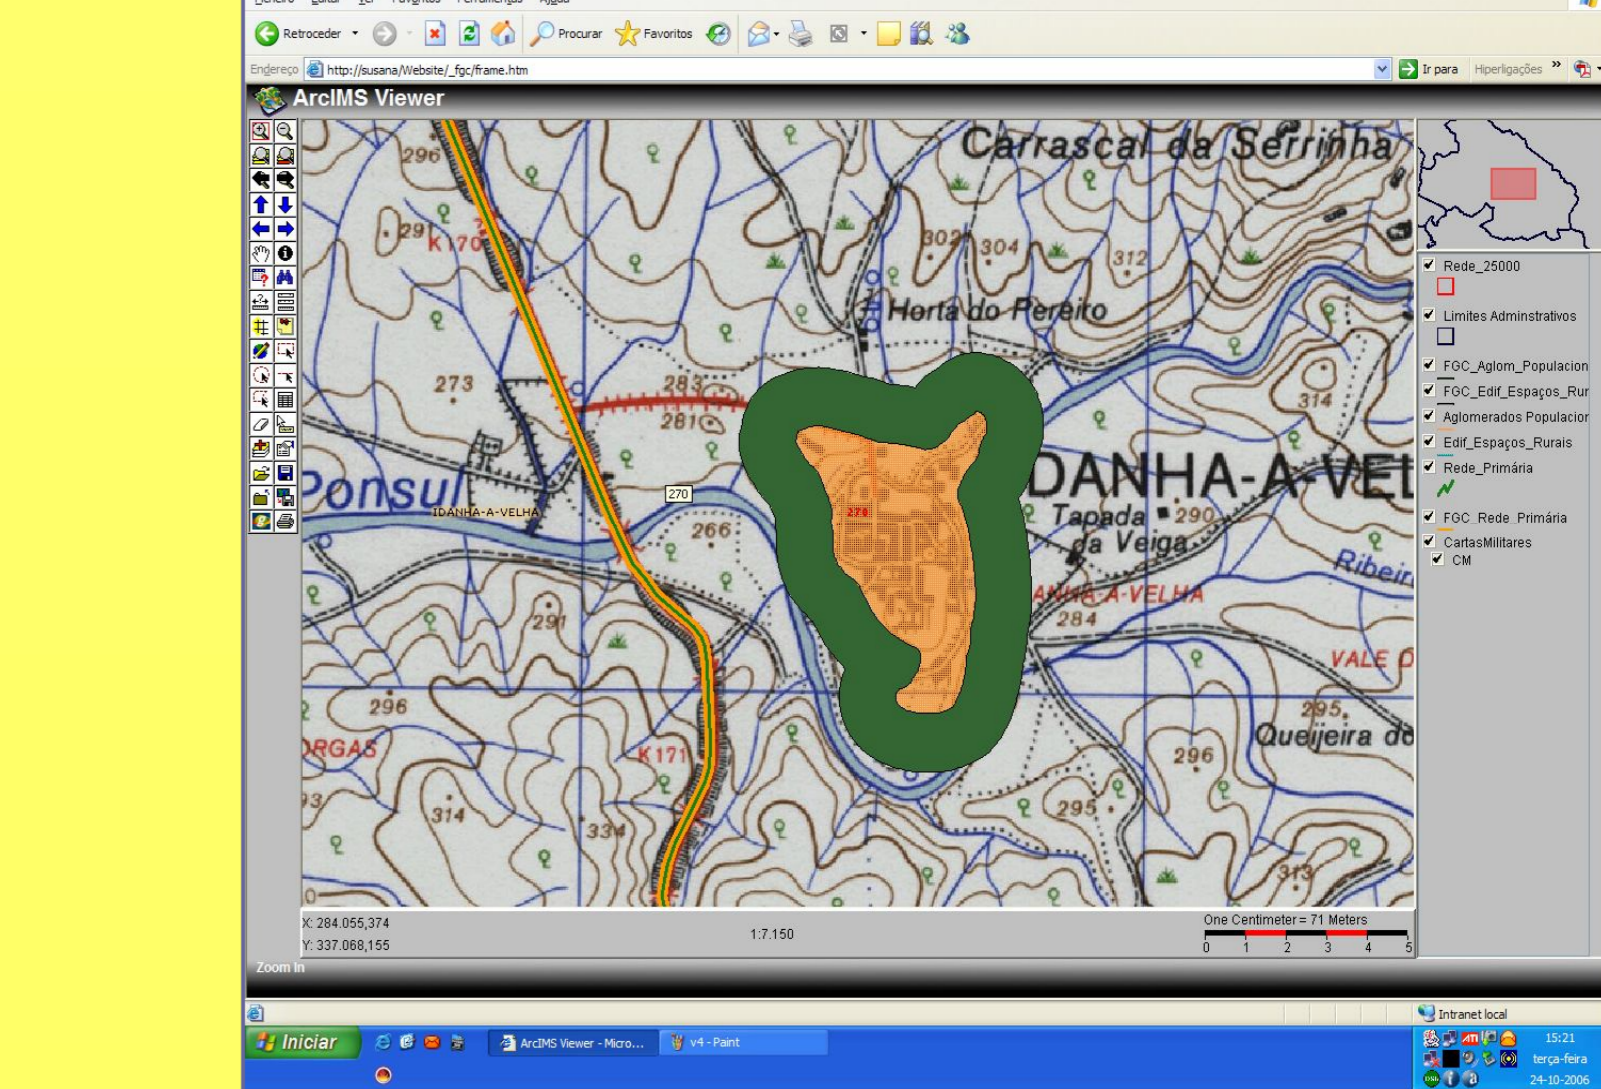 Retroceder
Procurar
Favoritos
Endereço
http://susana/Website/_fgc/frame.htm
Ir para
Hiperligações
»
ArcIMS Viewer
Carrascal da Serrinha
296
291
K170
302
304
312
Horta do Pereiro
273
283
281
314
Ponsul
270
IDANHA-A-VELHA
266
270
IDANHA-A-VEL
Tapada
290
da Veiga
Ribeir
ANHA-A-VELHA
284
291
VALE D
296
295
ORGAS
K171
Queijeira do
296
93
314
334
295
313
Rede_25000
Limites Adminstrativos
FGC_Aglom_Populacion
FGC_Edif_Espaços_Rur
Aglomerados Populacior
Edif_Espaços_Rurais
Rede_Primária
FGC_Rede_Primária
CartasMilitares
CM
X: 284.055,374
Y: 337.068,155
1:7.150
One Centimeter = 71 Meters
0 1 2 3 4 5
Zoom In
Intranet local
Iniciar
ArcIMS Viewer - Micro...
v4 - Paint
15:21
terça-feira
24-10-2006